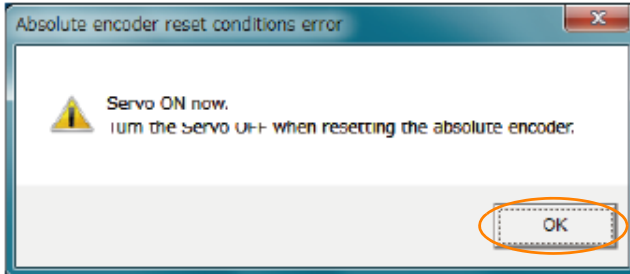 Absolute encoder reset conditions error
Servo ON now.
Turn the Servo OFF when resetting the absolute encoder.
OK